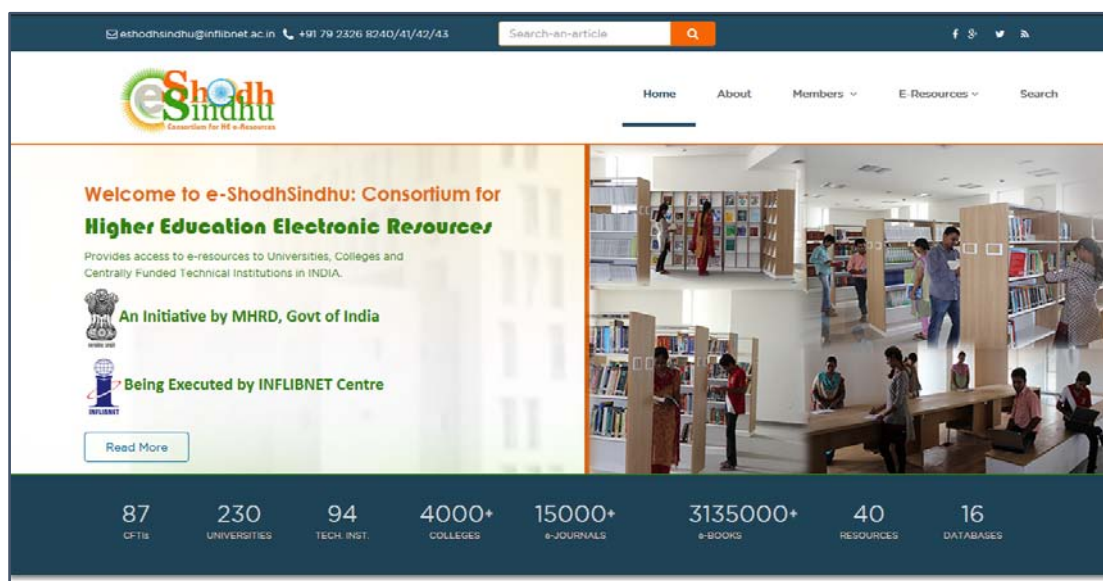 eshodhsindhu@inflibnet.ac.in +91 79 2326 8240/41/42/43 Search-an-article
e Shodh
Sindhu
Consortium for HE e-Resources
Home About Members E-Resources Search
Welcome to e-ShodhSindhu: Consortium for
Higher Education Electronic Resources
Provides access to e-resources to Universities, Colleges and
Centrally Funded Technical Institutions in INDIA.
An Initiative by MHRD, Govt of India
Being Executed by INFLIBNET Centre
INFLIBNET
Read More
87 230 94 4000+ 15000+ 3135000+ 40 16
CFTIs UNIVERSITIES TECH. INST. COLLEGES e-JOURNALS e-BOOKS RESOURCES DATABASES